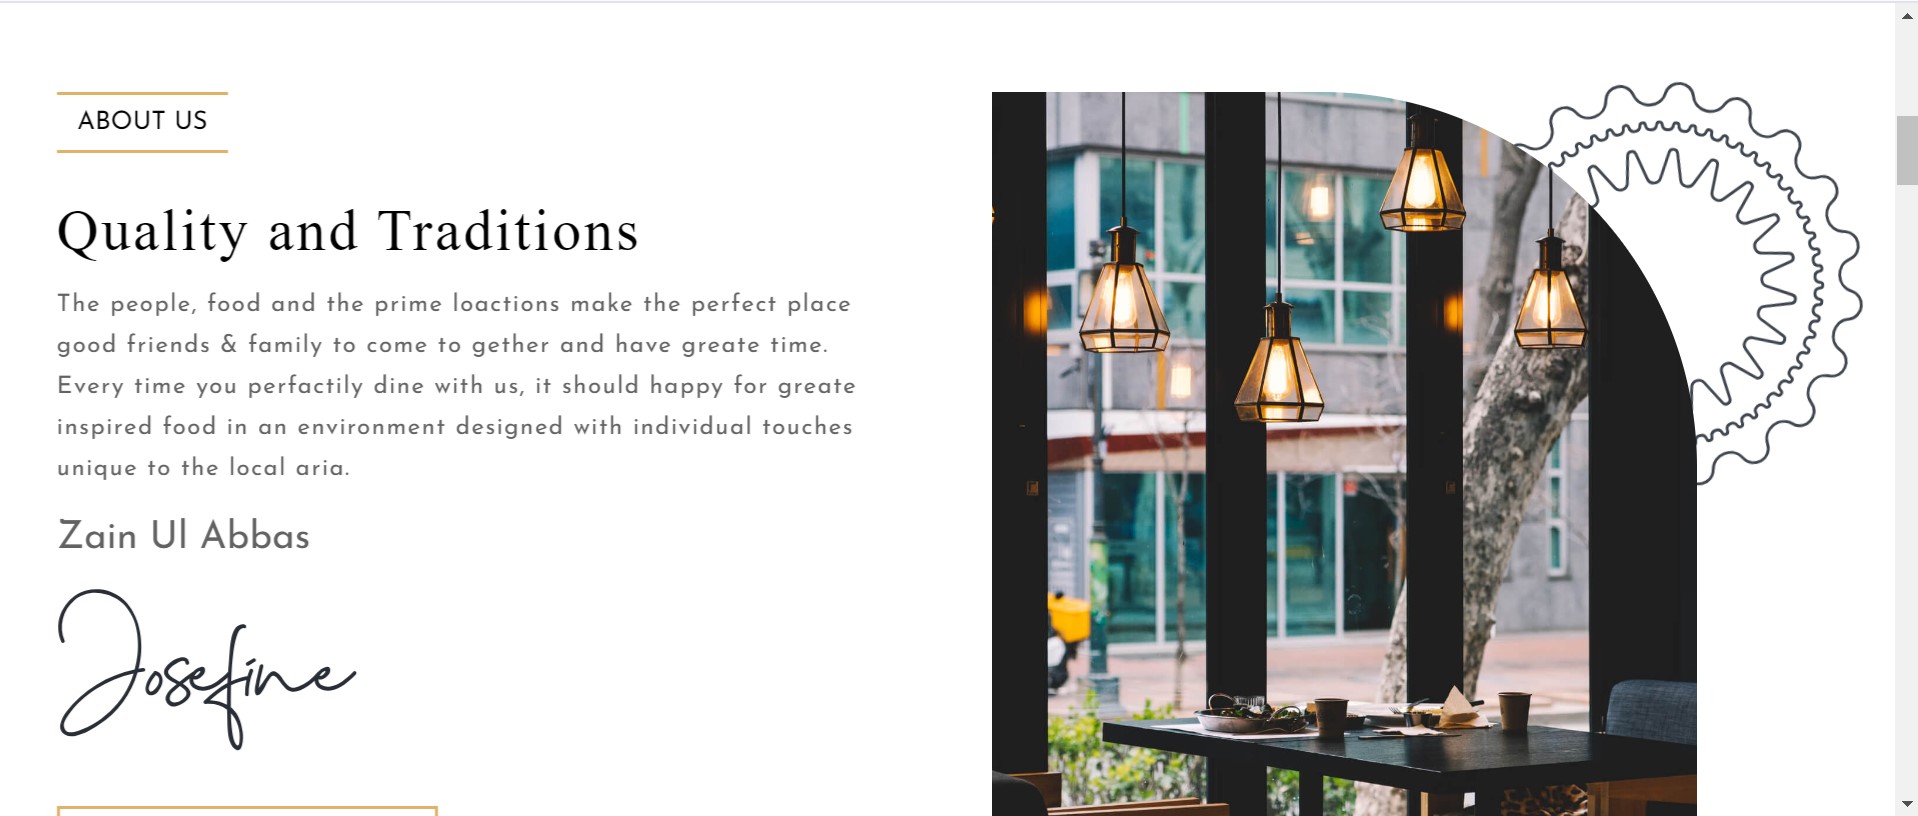 ABOUT US
Quality and Traditions
The people, food and the prime loactions make the perfect place
good friends & family to come to gether and have greate time.
Every time you perfactily dine with us, it should happy for greate
inspired food in an environment designed with individual touches
unique to the local aria.
Zain Ul Abbas
Josefine